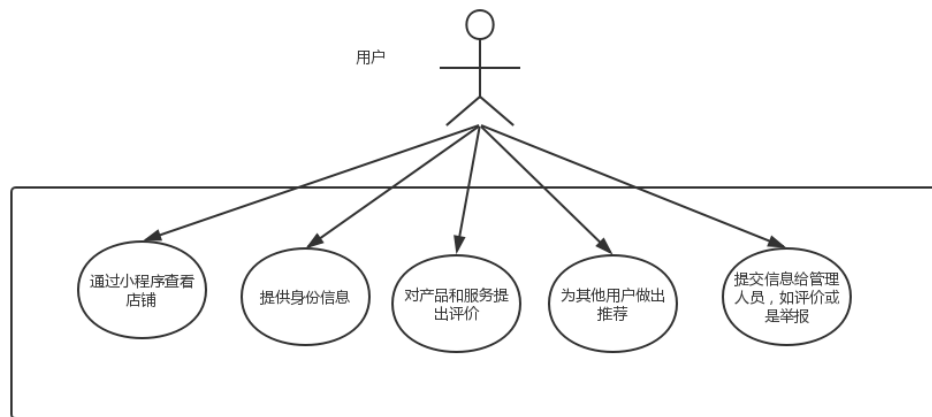 用户
通过小程序查看
店铺
提供身份信息
对产品和服务提
出评价
为其他用户做出
推荐
提交信息给管理
人员，如评价或
是举报